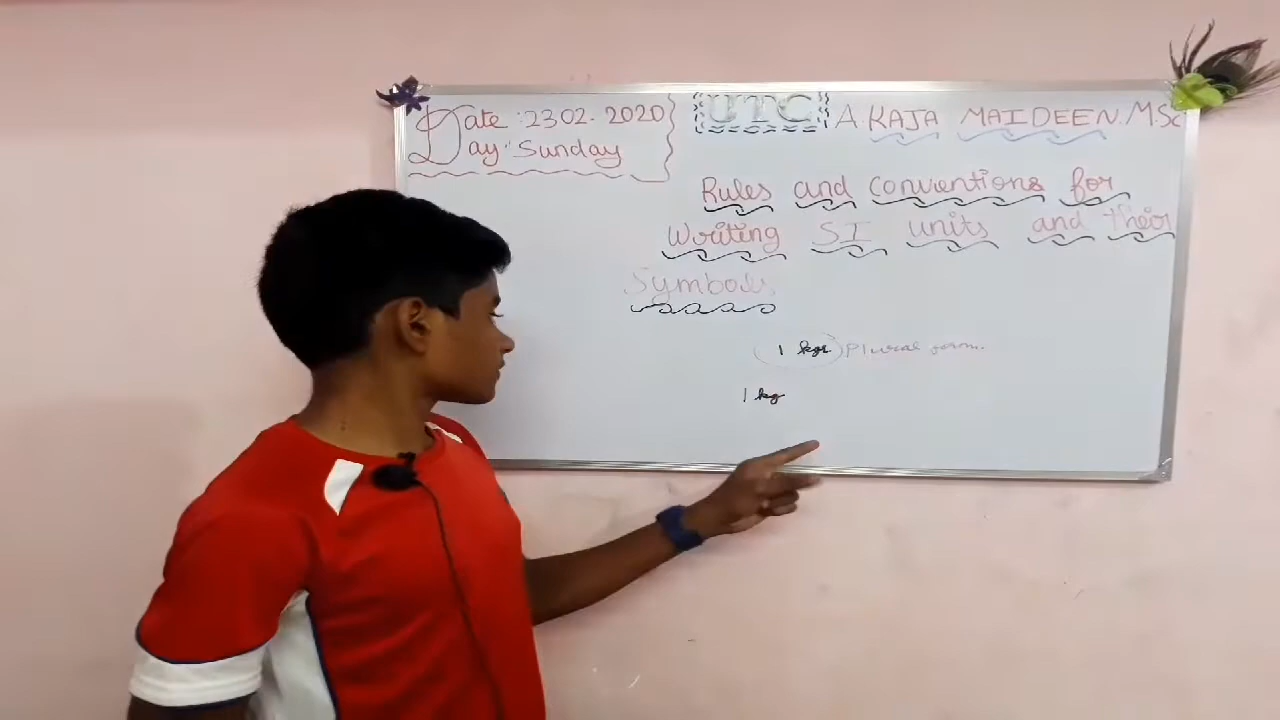 Date : 23 02. 2020
Day : Sunday
UTC A. KAJA MAIDEEN. MSc
Rules and conventions for
Writing SI units and their
Symbols
1 kgs Plural form.
1 kg